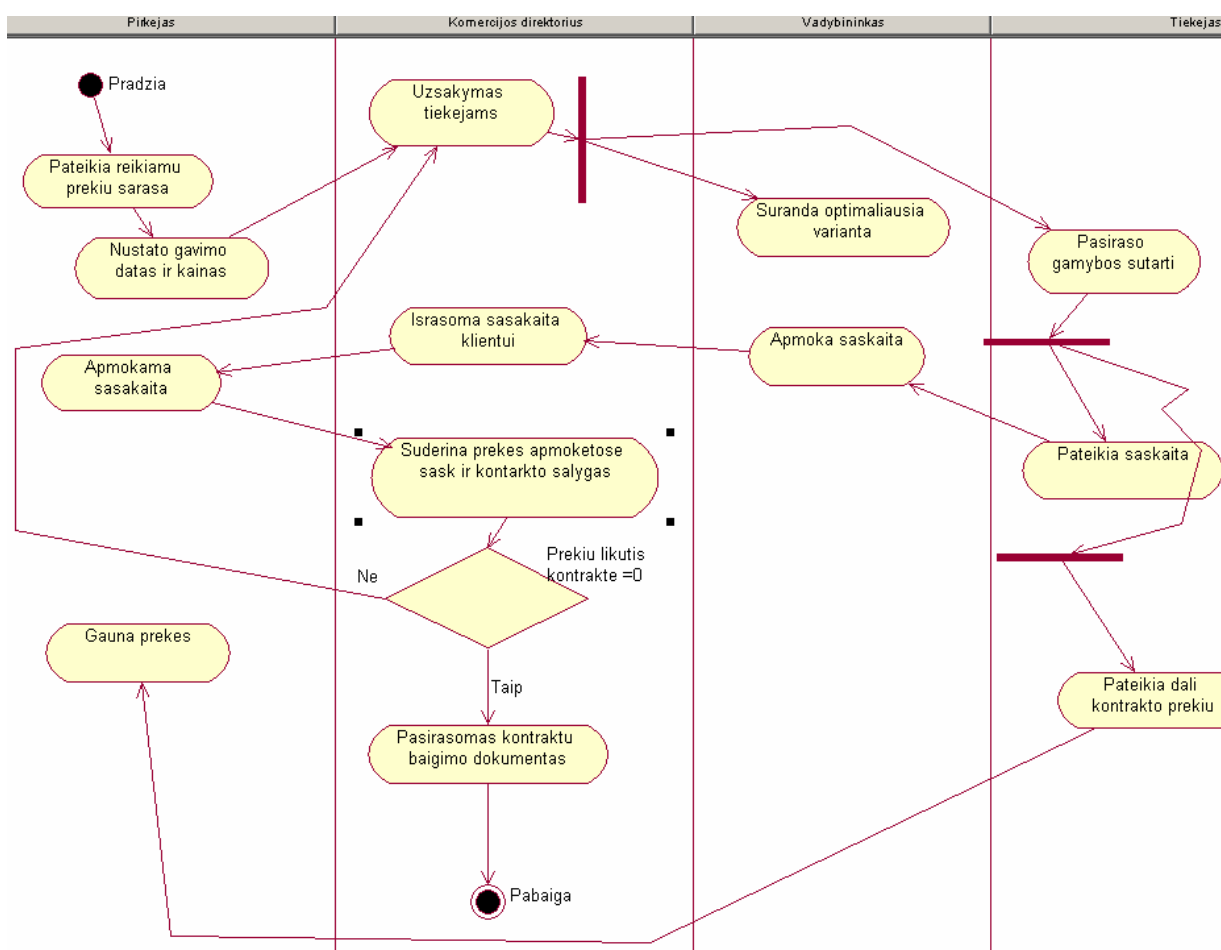 Pirkejas
Komercijos direktorius
Vadybininkas
Tiekejas
Pradzia
Uzsakymas
tiekejams
Pateikia reikiamu
prekiu sarasa
Suranda optimaliausia
varianta
Nustato gavimo
datas ir kainas
Pasiraso
gamybos sutarti
Israsoma sasakaita
klientui
Apmoka saskaita
Apmokama
sasakaita
Suderina prekes apmoketose
sask ir kontarkto salygas
Pateikia saskaita
Prekiu likutis
kontrakte =0
Ne
Gauna prekes
Taip
Pateikia dali
kontrakto prekiu
Pasirasomas kontraktu
baigimo dokumentas
Pabaiga